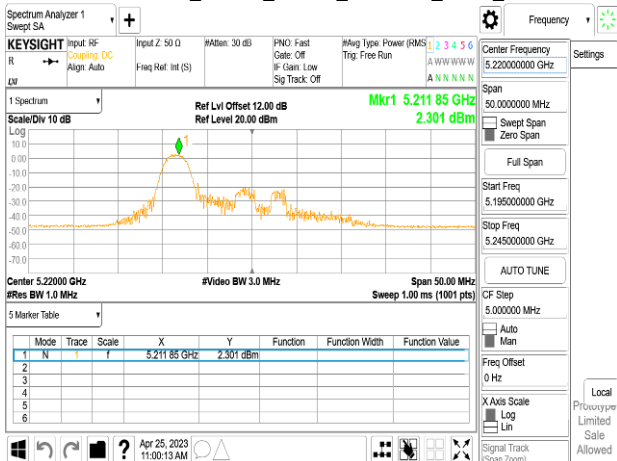 Spectrum Analyzer 1
Swept SA
+
Frequency
KEYSIGHT
R
Input: RF
Coupling: DC
Align: Auto
Input Z: 50 Ω
Freq Ref: Int (S)
#Atten: 30 dB
PNO: Fast
Gate: Off
IF Gain: Low
Sig Track: Off
#Avg Type: Power (RMS
Trig: Free Run
1 2 3 4 5 6
A W W W W W
A N N N N N
Center Frequency
5.220000000 GHz
Settings
Span
50.0000000 MHz
Swept Span
Zero Span
Full Span
Start Freq
5.195000000 GHz
Stop Freq
5.245000000 GHz
AUTO TUNE
CF Step
5.000000 MHz
Auto
Man
Freq Offset
0 Hz
X Axis Scale
Log
Lin
Signal Track
(Span Zoom)
Local
Prototype
Limited
Sale
Allowed
1 Spectrum
Scale/Div 10 dB
Ref Lvl Offset 12.00 dB
Ref Level 20.00 dBm
Mkr1 5.211 85 GHz
2.301 dBm
Log
10.0
0.00
-10.0
-20.0
-30.0
-40.0
-50.0
-60.0
-70.0
1
Center 5.22000 GHz
#Res BW 1.0 MHz
#Video BW 3.0 MHz
Span 50.00 MHz
Sweep 1.00 ms (1001 pts)
5 Marker Table
Mode Trace Scale X Y Function Function Width Function Value
1 N 1 f 5.211 85 GHz 2.301 dBm
2
3
4
5
6
?
Apr 25, 2023
11:00:13 AM